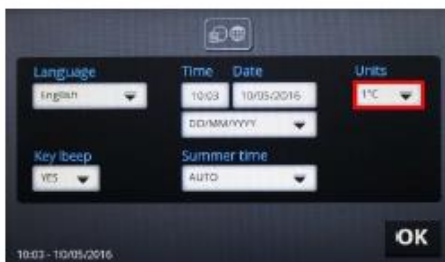 Language Time Date Units
English 10:03 10/05/2016 1°C
DD/MM/YYYY
Key beep Summer time
YES AUTO
OK
10:03 - 10/05/2016